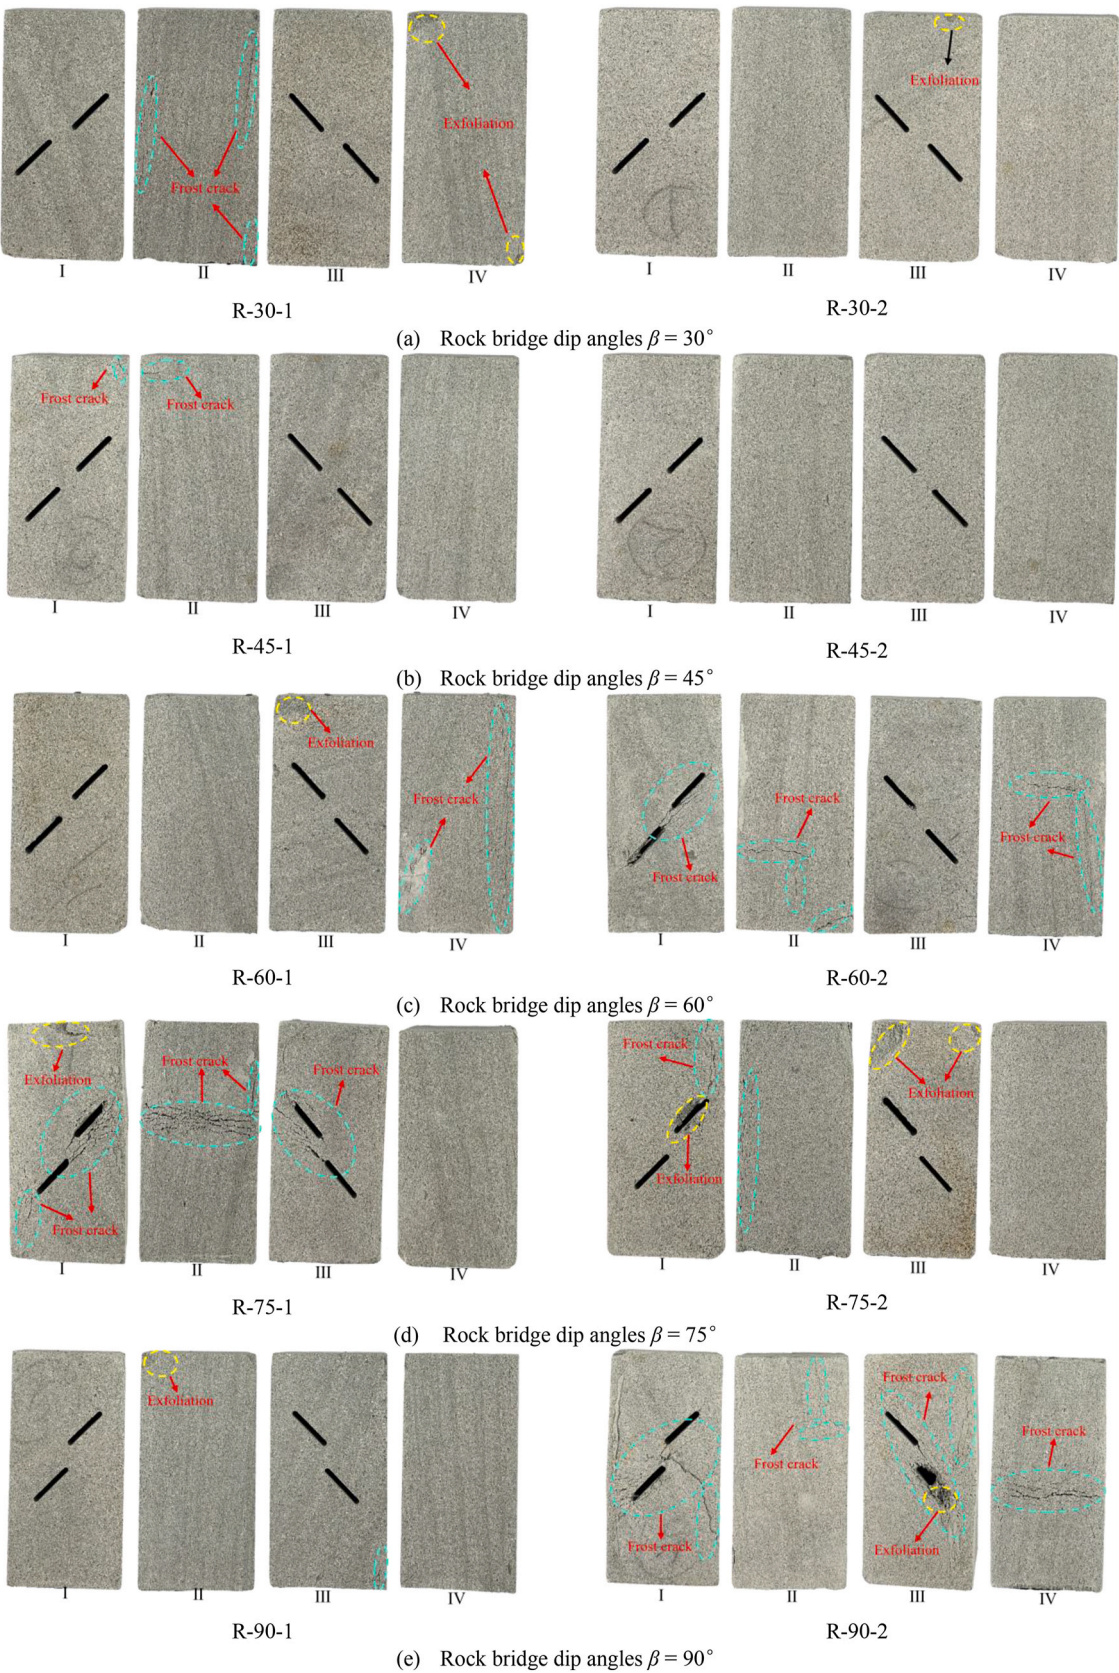 Exfoliation
Exfoliation
Frost crack
I
II
III
IV
I
II
III
IV
R-30-1
R-30-2
(a) Rock bridge dip angles β = 30°
Frost crack
Frost crack
I
II
III
IV
I
II
III
IV
R-45-1
R-45-2
(b) Rock bridge dip angles β = 45°
Exfoliation
Frost crack
Frost crack
Frost crack
Frost crack
I
II
III
IV
I
II
III
IV
R-60-1
R-60-2
(c) Rock bridge dip angles β = 60°
Exfoliation
Frost crack
Frost crack
Frost crack
Frost crack
Exfoliation
Exfoliation
I
II
III
IV
I
II
III
IV
R-75-1
R-75-2
(d) Rock bridge dip angles β = 75°
Exfoliation
Frost crack
Frost crack
Frost crack
Frost crack
Exfoliation
I
II
III
IV
I
II
III
IV
R-90-1
R-90-2
(e) Rock bridge dip angles β = 90°